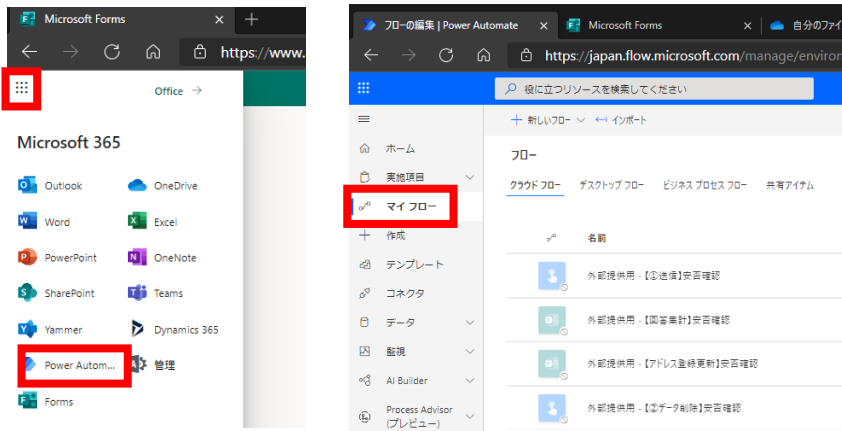 Microsoft Forms
https://www.
Office →
Microsoft 365
Outlook
OneDrive
Word
Excel
PowerPoint
OneNote
SharePoint
Teams
Yammer
Dynamics 365
Power Autom...
管理
Forms
フローの編集 | Power Automate
Microsoft Forms
自分のファイ
https://japan.flow.microsoft.com/manage/environ
役に立つリソースを検索してください
+ 新しいフロー
インポート
ホーム
フロー
実施項目
クラウド フロー
デスクトップ フロー
ビジネス プロセス フロー
共有アイテム
マイ フロー
作成
名前
テンプレート
外部提供用 - 【①送信】安否確認
コネクタ
データ
外部提供用 - 【回答集計】安否確認
監視
外部提供用 - 【アドレス登録更新】安否確認
AI Builder
Process Advisor
(プレビュー)
外部提供用 - 【②データ削除】安否確認